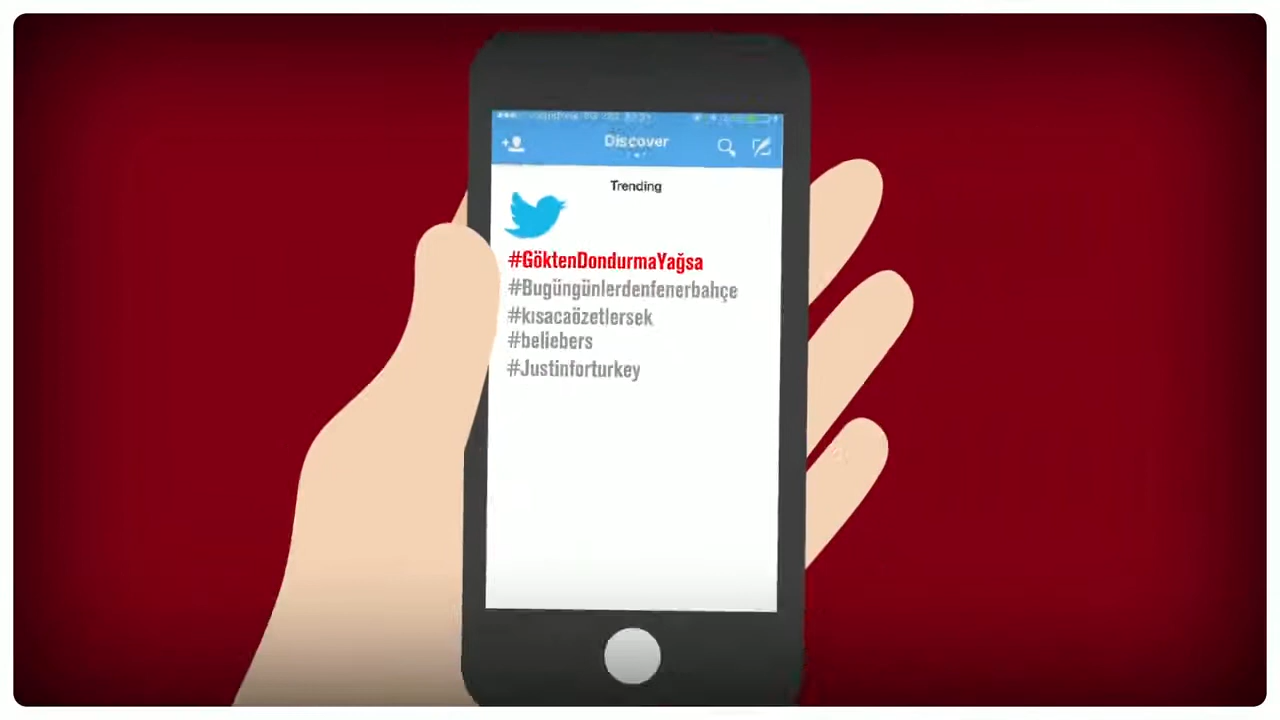 Discover
Trending
#GöktenDondurmaYağsa
#Bugüngünlerdenfenerbahçe
#kısacaözetlersek
#beliebers
#Justinforturkey